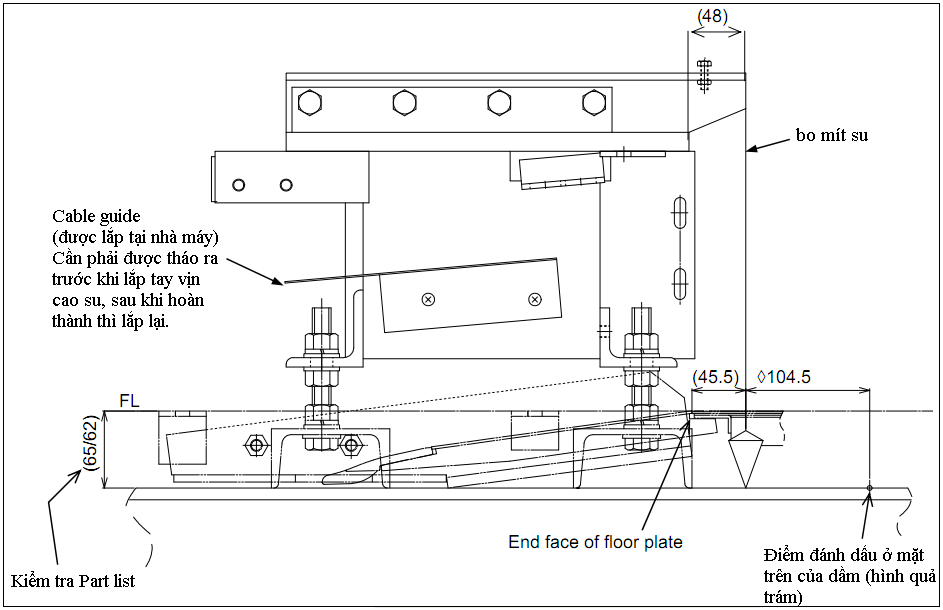 (48)
bo mít su
Cable guide
(được lắp tại nhà máy)
Cần phải được tháo ra
trước khi lắp tay vịn
cao su, sau khi hoàn
thành thì lắp lại.
(45.5)
◊104.5
FL
(65/62)
End face of floor plate
Kiểm tra Part list
Điểm đánh dấu ở mặt
trên của dầm (hình quả
trám)